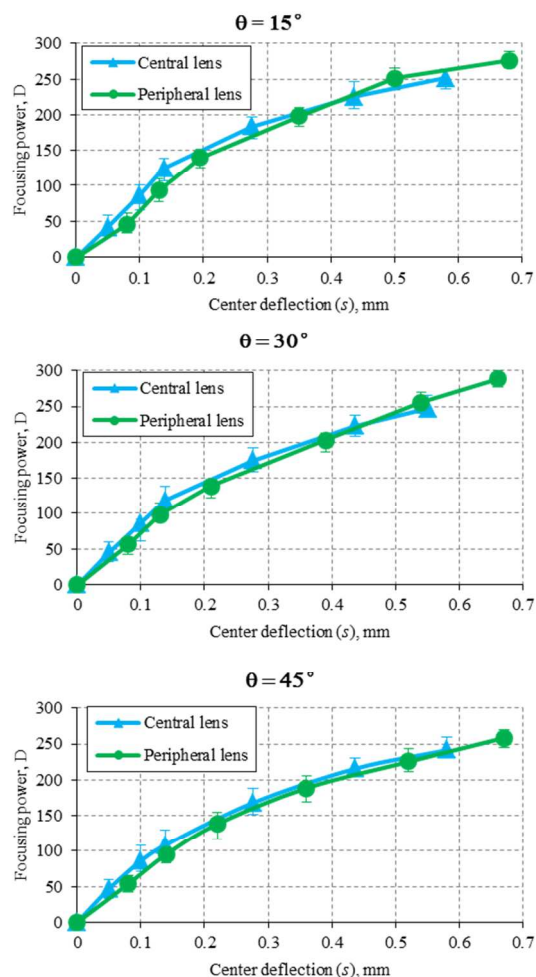 θ = 15°
300
250
200
150
100
50
0
Focusing power, D
Central lens
Peripheral lens
0 0.1 0.2 0.3 0.4 0.5 0.6 0.7
Center deflection (s), mm
θ = 30°
300
250
200
150
100
50
0
Focusing power, D
Central lens
Peripheral lens
0 0.1 0.2 0.3 0.4 0.5 0.6 0.7
Center deflection (s), mm
θ = 45°
300
250
200
150
100
50
0
Focusing power, D
Central lens
Peripheral lens
0 0.1 0.2 0.3 0.4 0.5 0.6 0.7
Center deflection (s), mm